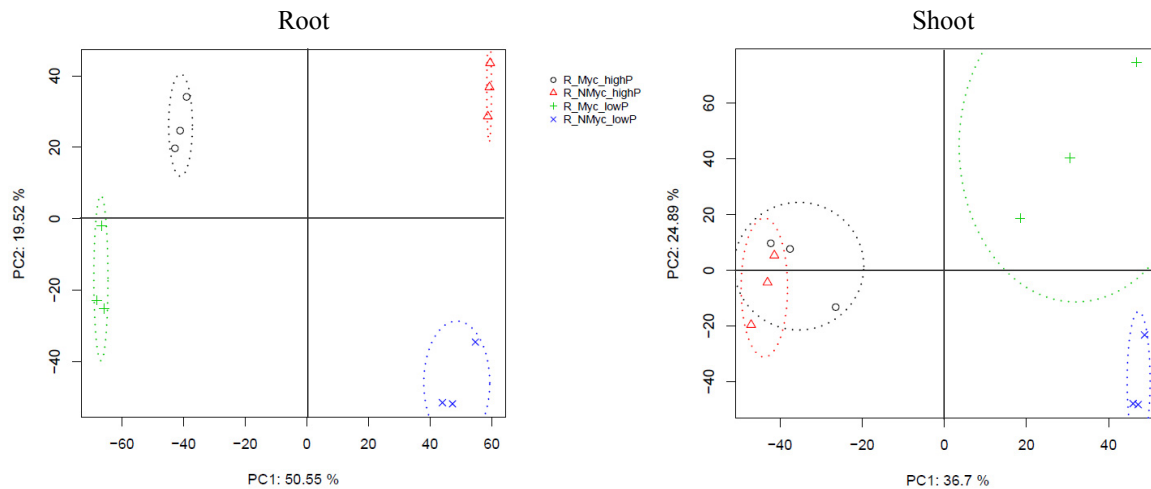 Root
Shoot
R_Myc_highP
R_NMyc_highP
R_Myc_lowP
R_NMyc_lowP
PC2: 19.52 %
40
20
0
−20
−40
−60 −40 −20 0 20 40 60
PC1: 50.55 %
PC2: 24.89 %
60
40
20
0
−20
−40
−40 −20 0 20 40
PC1: 36.7 %